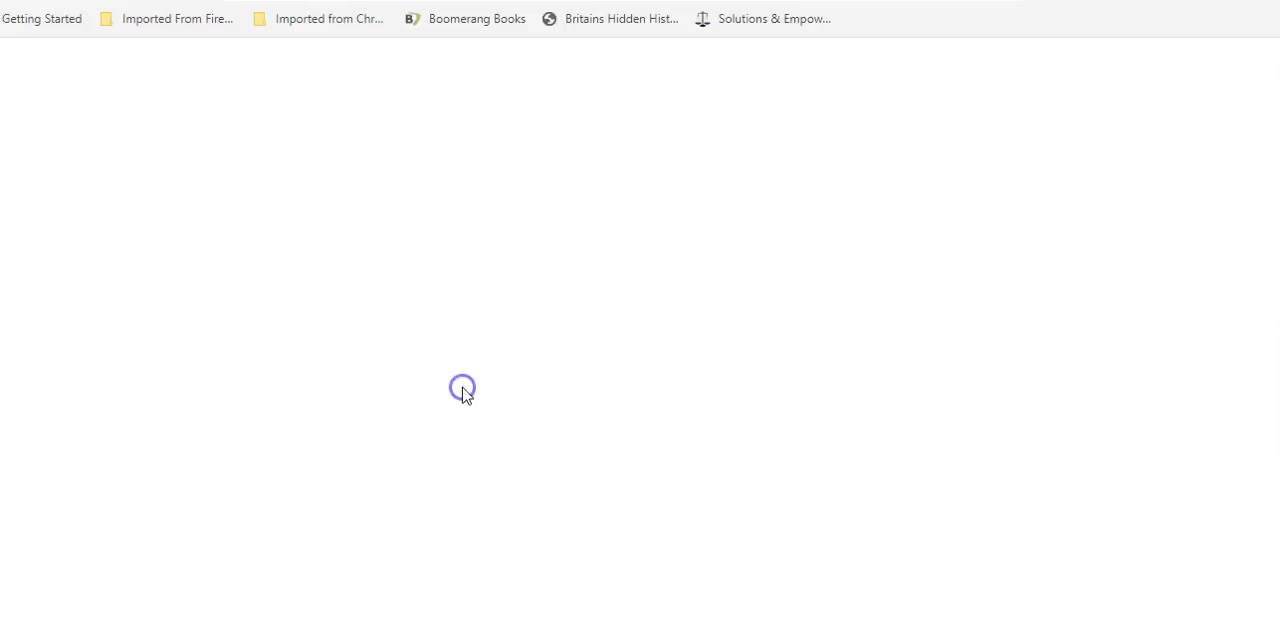 Getting Started Imported From Fire... Imported from Chr... B Boomerang Books Britains Hidden Hist... Solutions & Empow...